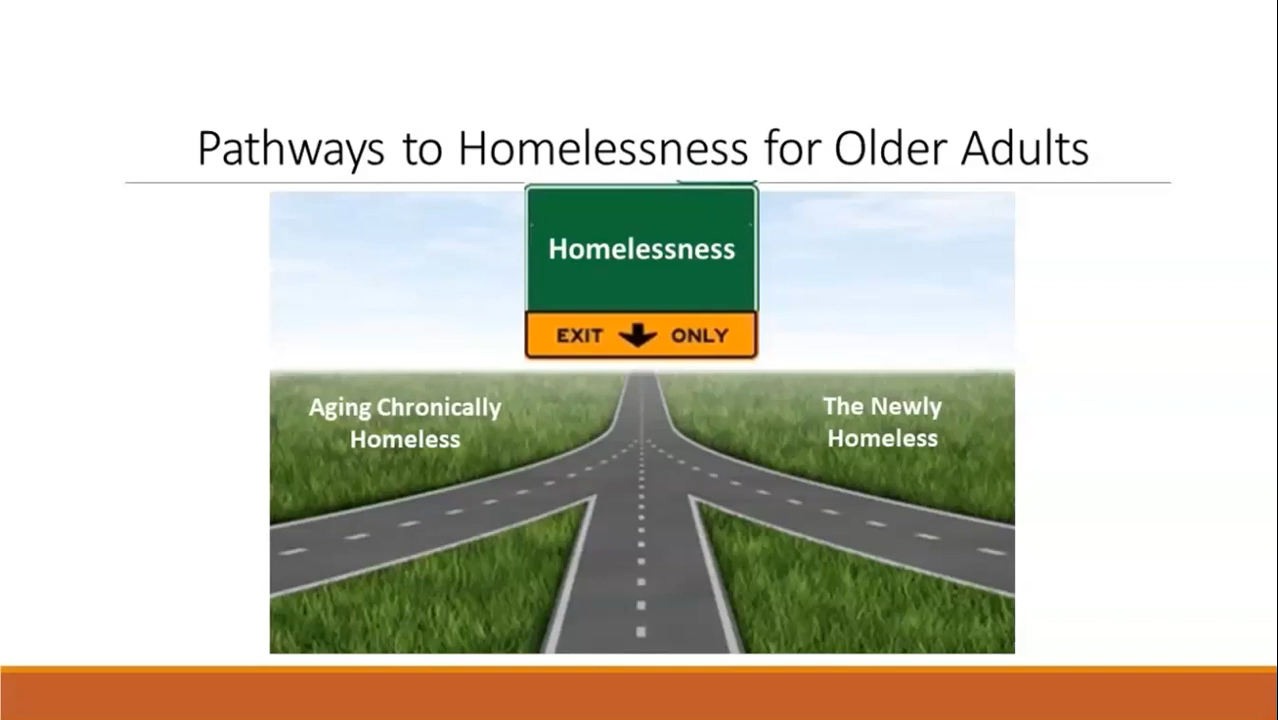 Pathways to Homelessness for Older Adults
Homelessness
EXIT ONLY
Aging Chronically
Homeless
The Newly
Homeless